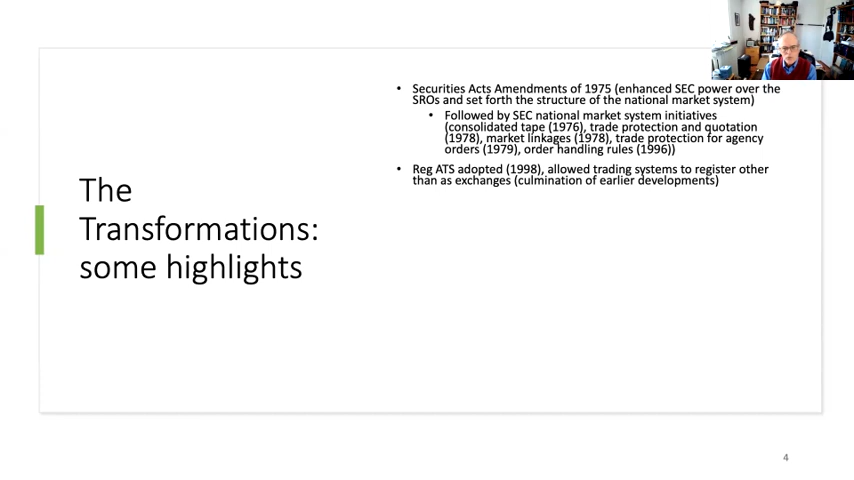 The
Transformations:
some highlights
• Securities Acts Amendments of 1975 (enhanced SEC power over the
SROs and set forth the structure of the national market system)
• Followed by SEC national market system initiatives
(consolidated tape (1976), trade protection and quotation
(1978), market linkages (1978), trade protection for agency
orders (1979), order handling rules (1996))
• Reg ATS adopted (1998), allowed trading systems to register other
than as exchanges (culmination of earlier developments)
4